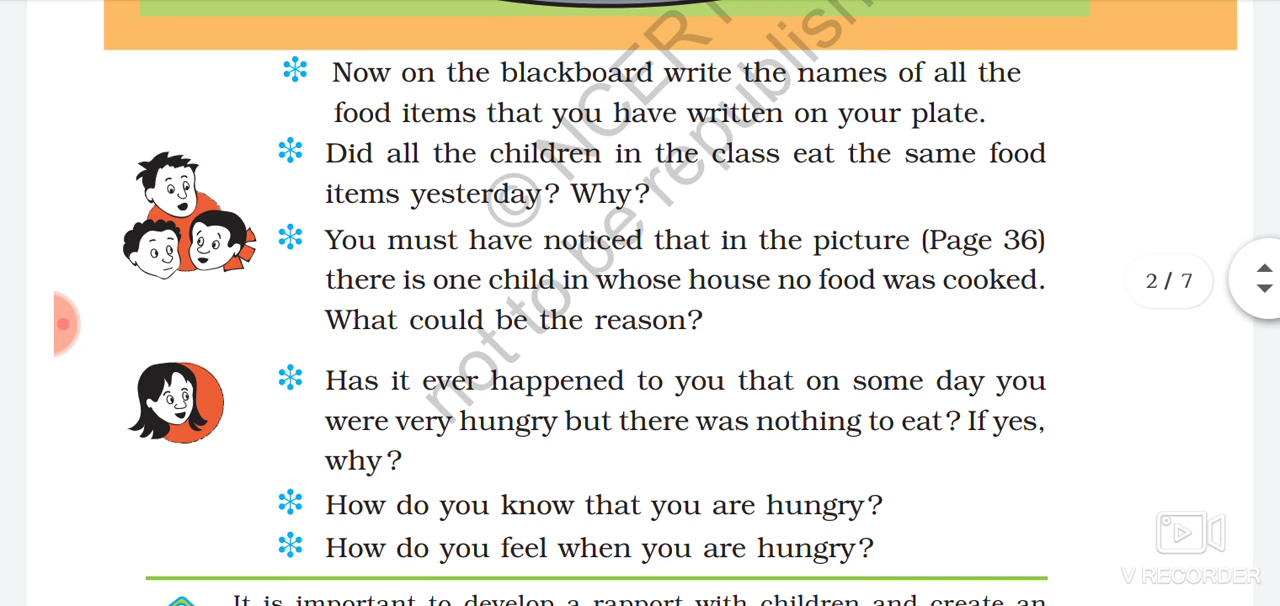 Now on the blackboard write the names of all the
food items that you have written on your plate.
Did all the children in the class eat the same food
items yesterday? Why?
You must have noticed that in the picture (Page 36)
there is one child in whose house no food was cooked.
What could be the reason?
Has it ever happened to you that on some day you
were very hungry but there was nothing to eat? If yes,
why?
How do you know that you are hungry?
How do you feel when you are hungry?
It is important to develop a rapport with children and create an
© NCERT
not to be republish
2 / 7
V RECORDER